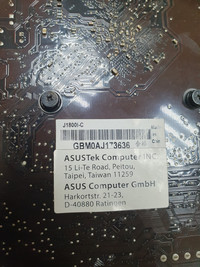 J1800I-C
GBM0AJ173636
ASUSTek Computer INC
15 Li-Te Road, Peitou,
Taipei, Taiwan 11259
ASUS Computer GmbH
Harkortstr. 21-23,
D-40880 Ratingen